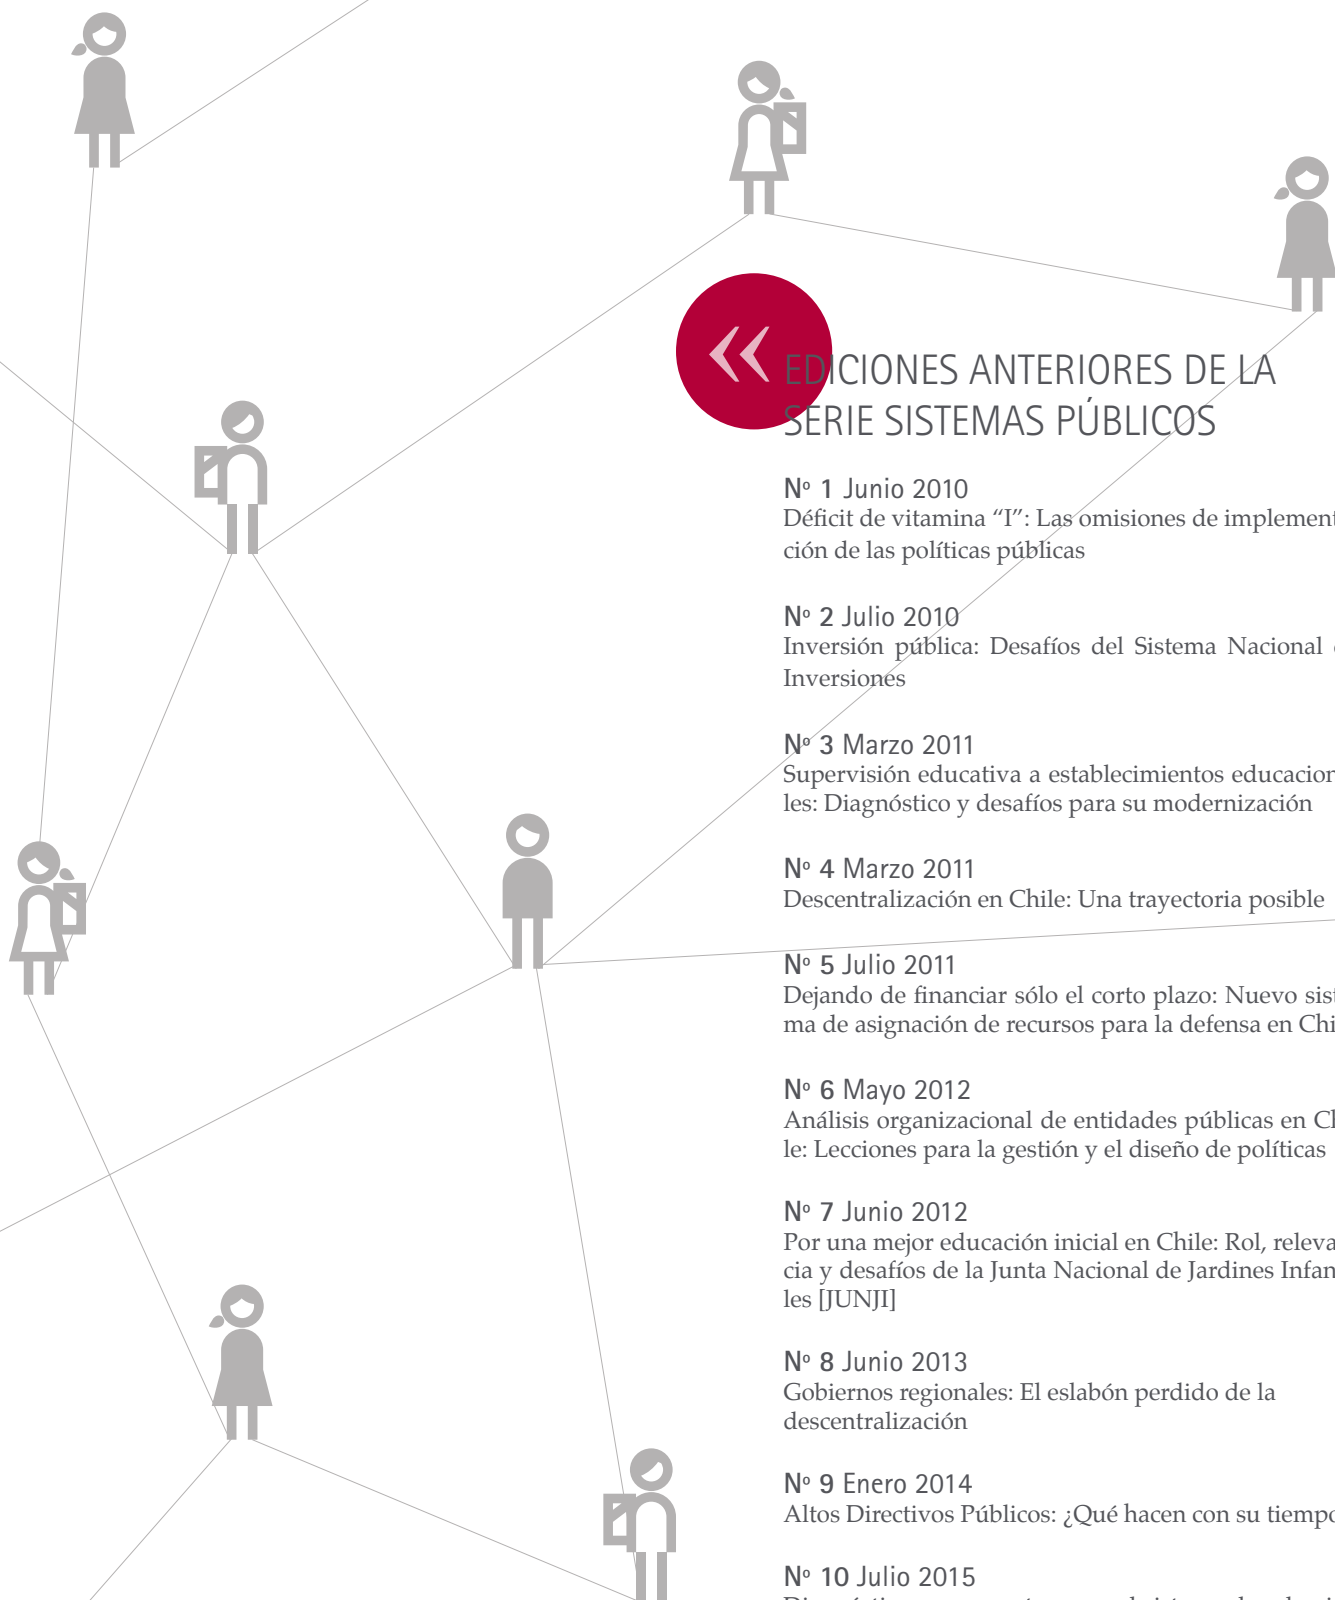 «
EDICIONES ANTERIORES DE LA
SERIE SISTEMAS PÚBLICOS
Nº 1 Junio 2010
Déficit de vitamina “I”: Las omisiones de implement
ción de las políticas públicas
Nº 2 Julio 2010
Inversión pública: Desafíos del Sistema Nacional
Inversiones
Nº 3 Marzo 2011
Supervisión educativa a establecimientos educacion
les: Diagnóstico y desafíos para su modernización
Nº 4 Marzo 2011
Descentralización en Chile: Una trayectoria posible
Nº 5 Julio 2011
Dejando de financiar sólo el corto plazo: Nuevo sist
ma de asignación de recursos para la defensa en Chi
Nº 6 Mayo 2012
Análisis organizacional de entidades públicas en Ch
le: Lecciones para la gestión y el diseño de políticas
Nº 7 Junio 2012
Por una mejor educación inicial en Chile: Rol, releva
cia y desafíos de la Junta Nacional de Jardines Infan
les [JUNJI]
Nº 8 Junio 2013
Gobiernos regionales: El eslabón perdido de la
descentralización
Nº 9 Enero 2014
Altos Directivos Públicos: ¿Qué hacen con su tiempo
Nº 10 Julio 2015